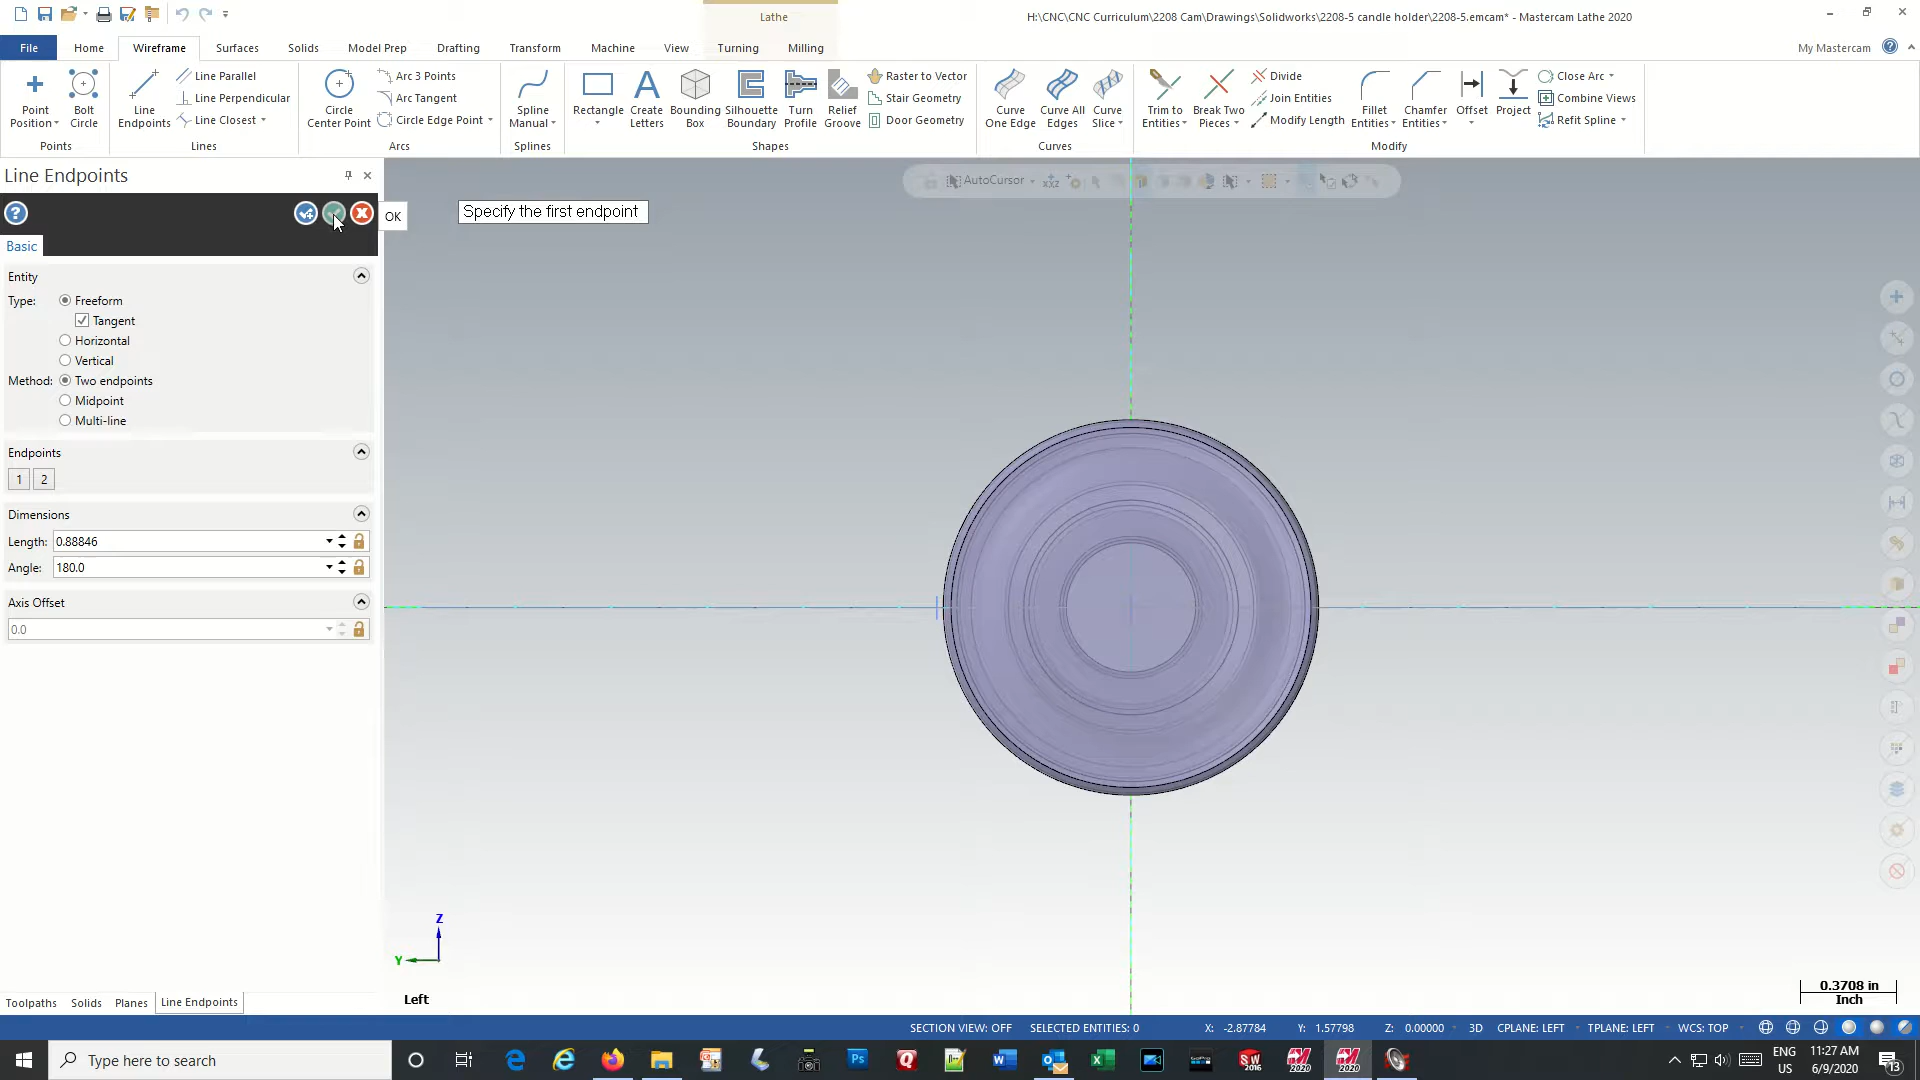 Lathe
H:\CNC\CNC Curriculum\2208 Cam\Drawings\Solidworks\2208-5 candle holder\2208-5.emcam* - Mastercam Lathe 2020
File Home Wireframe Surfaces Solids Model Prep Drafting Transform Machine View Turning Milling My Mastercam
Point Position
Bolt Circle
Points
Line Endpoints
Line Parallel
Line Perpendicular
Line Closest
Lines
Circle Center Point
Arc 3 Points
Arc Tangent
Circle Edge Point
Arcs
Spline Manual
Splines
Rectangle
Create Letters
Bounding Box
Silhouette Boundary
Turn Profile
Relief Groove
Raster to Vector
Stair Geometry
Door Geometry
Shapes
Curve One Edge
Curve All Edges
Curve Slice
Curves
Trim to Entities
Break Two Pieces
Divide
Join Entities
Modify Length
Fillet Entities
Chamfer Entities
Offset
Project
Close Arc
Combine Views
Refit Spline
Modify
Line Endpoints
OK
Basic
Entity
Type: Freeform
Tangent
Horizontal
Vertical
Method: Two endpoints
Midpoint
Multi-line
Endpoints
1 2
Dimensions
Length: 0.88846
Angle: 180.0
Axis Offset
0.0
Toolpaths Solids Planes Line Endpoints
AutoCursor
Specify the first endpoint
Z
Y
Left
0.3708 in
Inch
SECTION VIEW: OFF SELECTED ENTITIES: 0 X: -2.87784 Y: 1.57798 Z: 0.00000 3D CPLANE: LEFT TPLANE: LEFT WCS: TOP
Type here to search
ENG
US
11:27 AM
6/9/2020
13